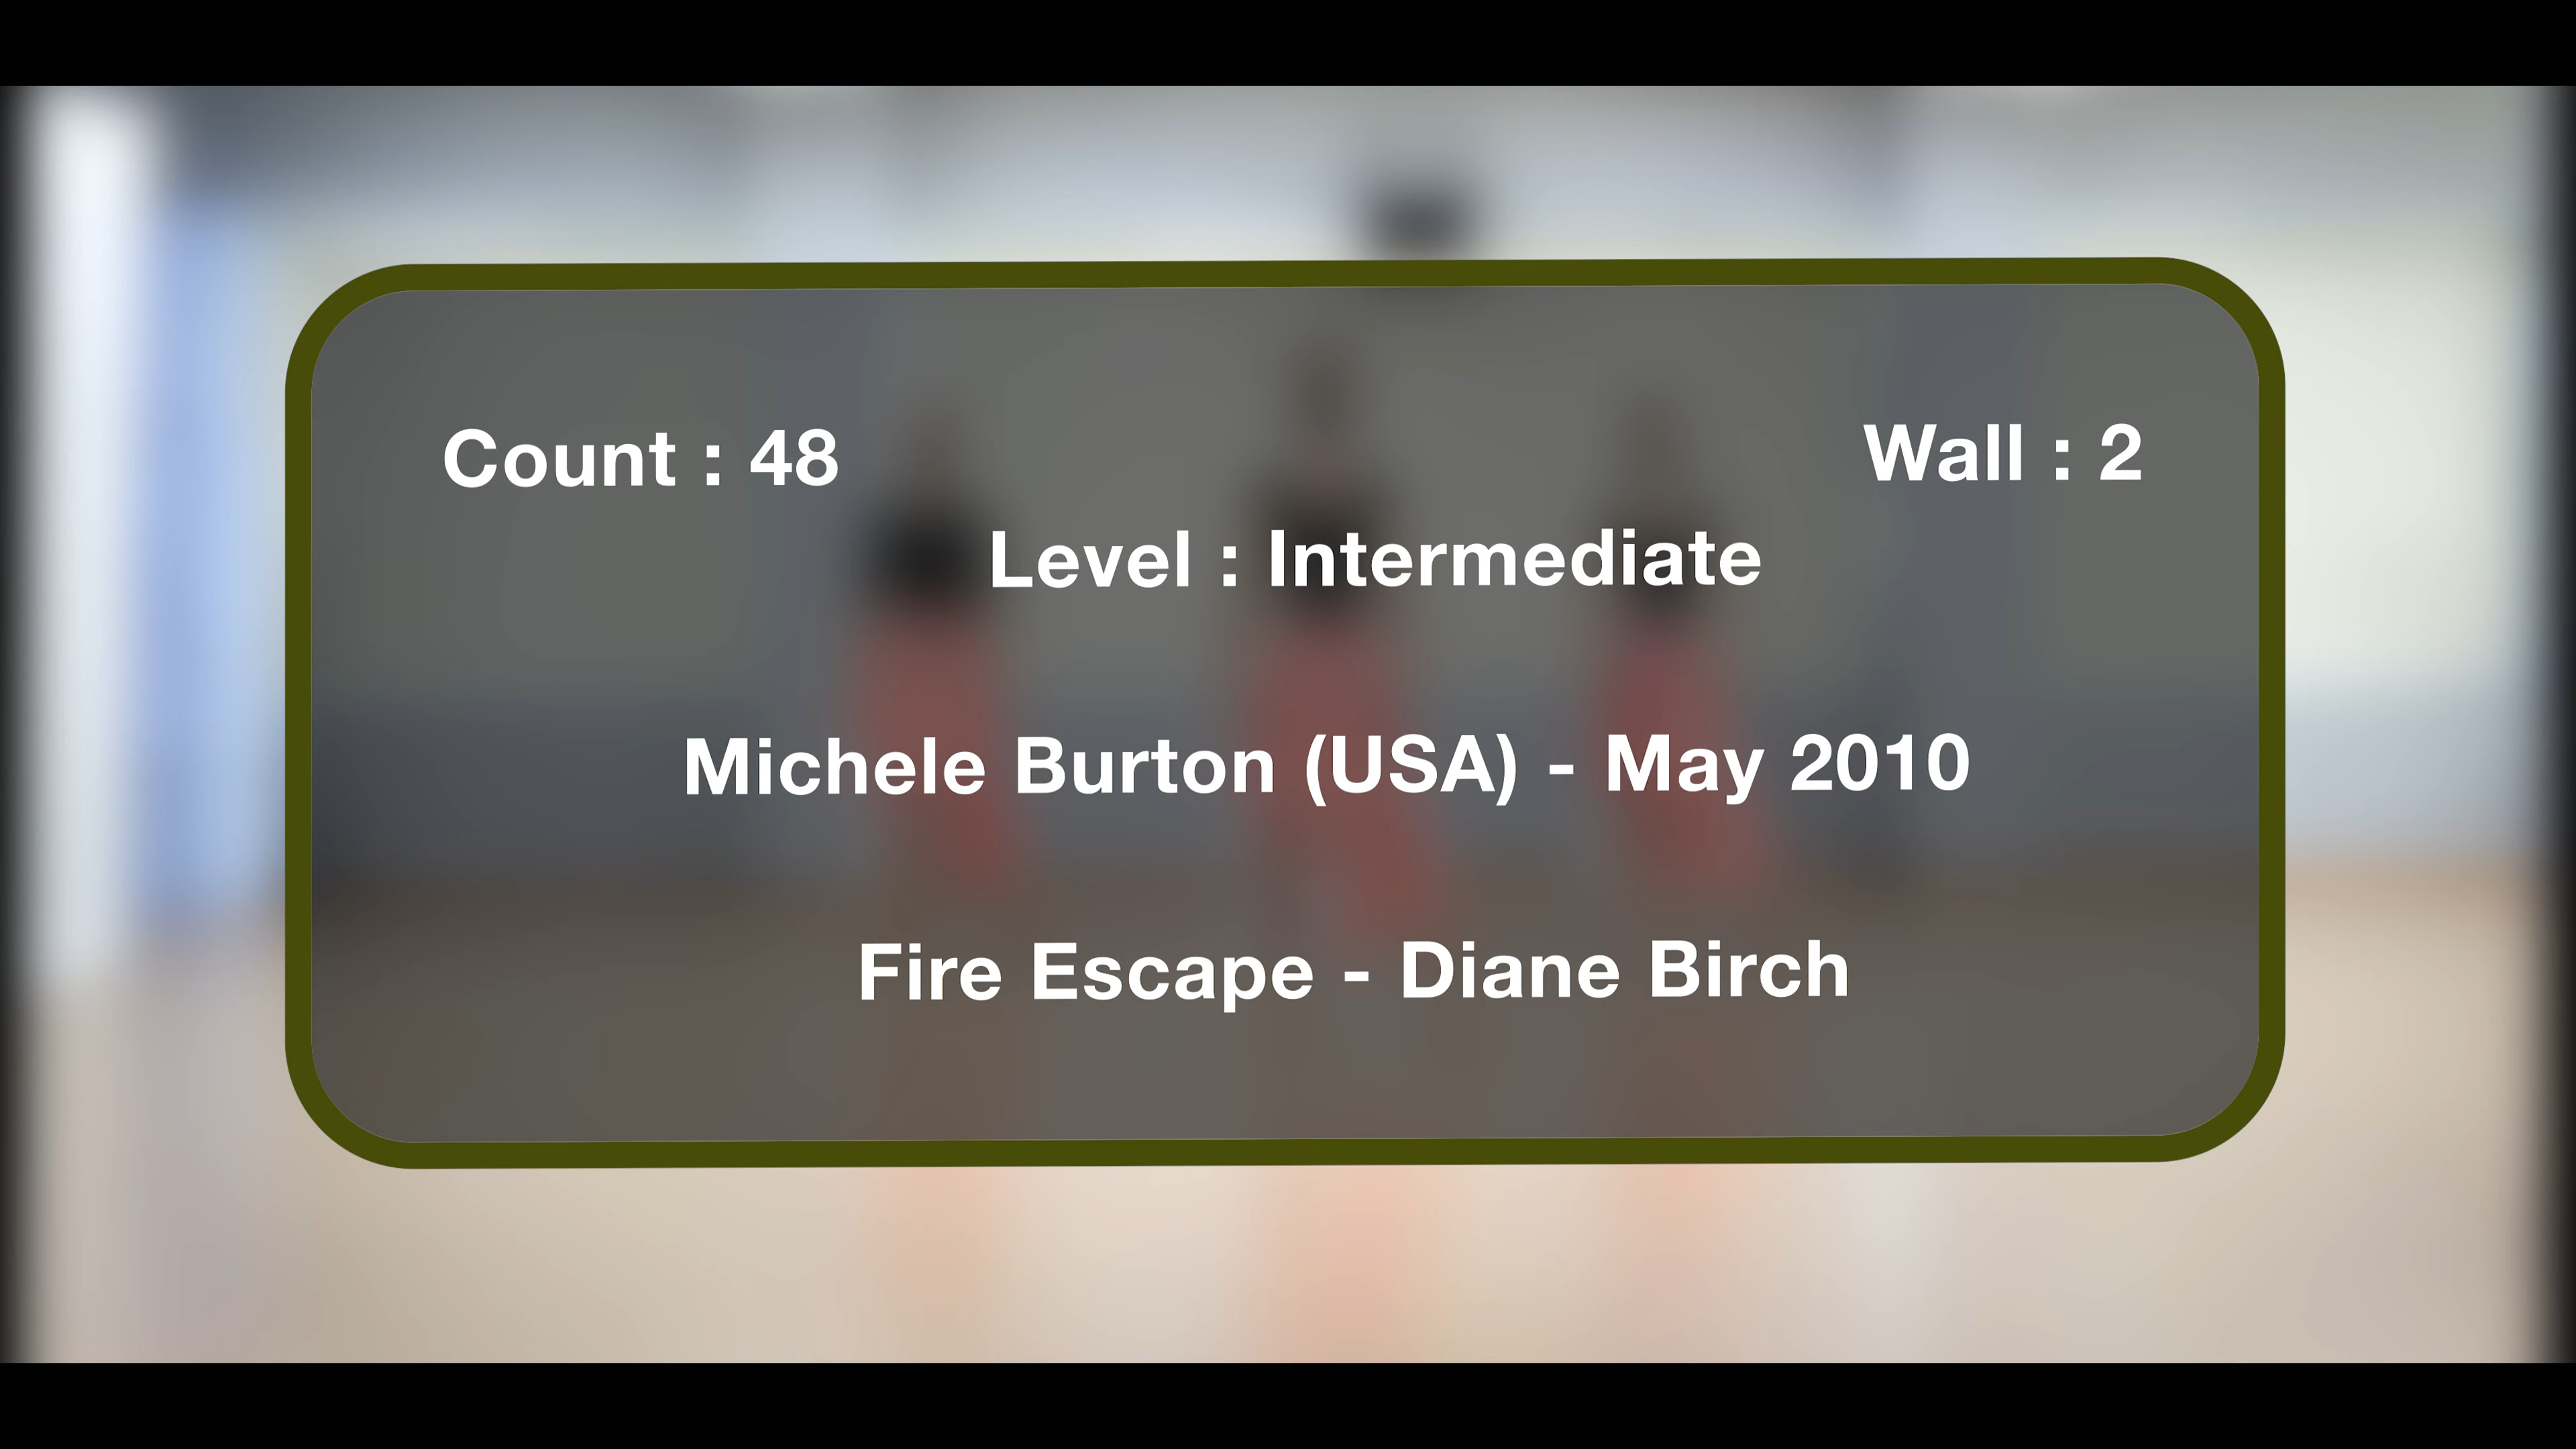 Count : 48 Wall : 2
Level : Intermediate
Michele Burton (USA) - May 2010
Fire Escape - Diane Birch